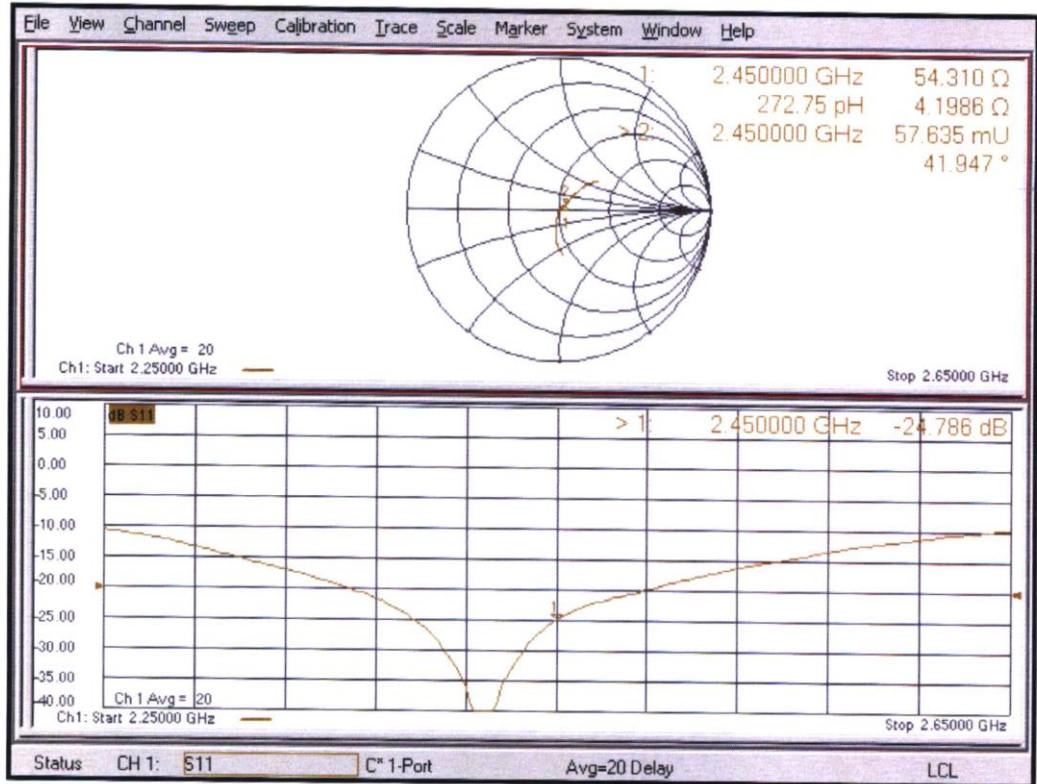 File View Channel Sweep Calibration Trace Scale Marker System Window Help
1: 2.450000 GHz 54.310 Ω
272.75 pH 4.1986 Ω
> 2: 2.450000 GHz 57.635 mU
41.947 °
2
1
Ch 1 Avg = 20
Ch1: Start 2.25000 GHz
Stop 2.65000 GHz
10.00
dB S11
> 1: 2.450000 GHz -24.786 dB
5.00
0.00
-5.00
-10.00
-15.00
-20.00
-25.00
1
-30.00
-35.00
-40.00
Ch 1 Avg = 20
Ch1: Start 2.25000 GHz
Stop 2.65000 GHz
Status CH 1: S11 C* 1-Port Avg=20 Delay LCL